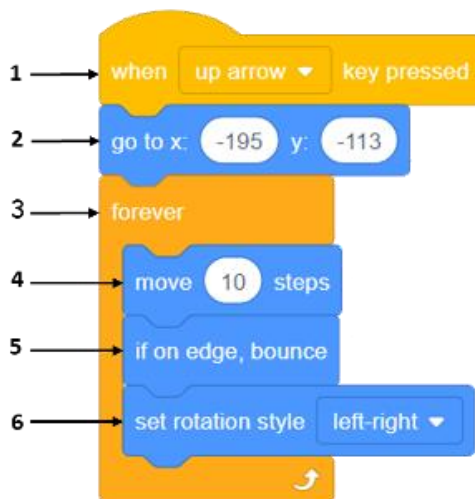 1 when up arrow key pressed
2 go to x: -195 y: -113
3 forever
4 move 10 steps
5 if on edge, bounce
6 set rotation style left-right